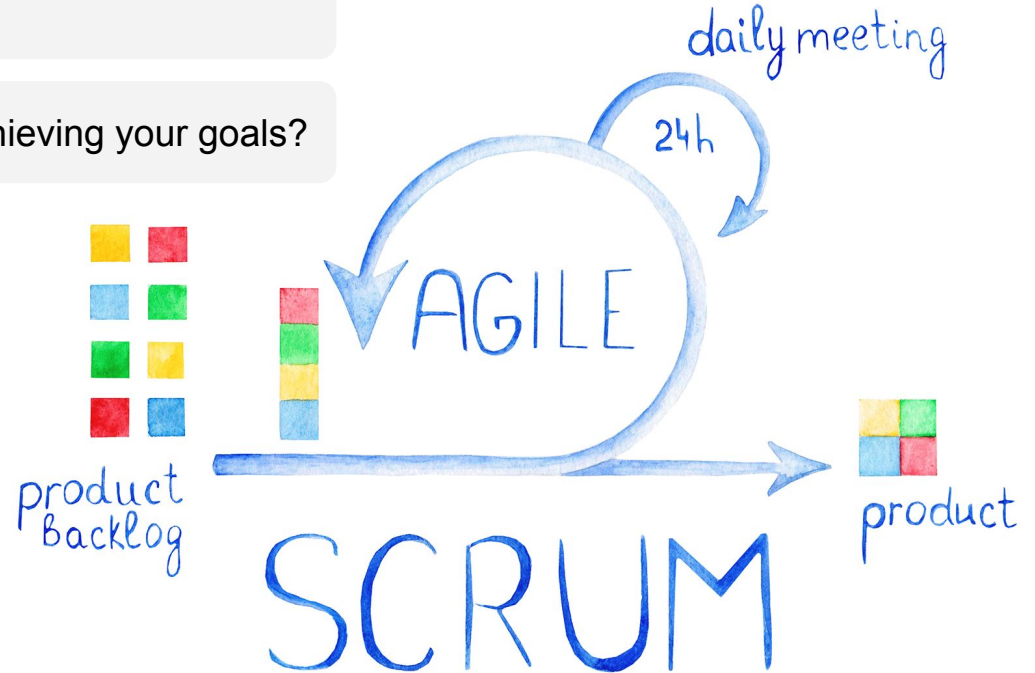 daily meeting
hieving your goals?
24h
AGILE
product
Backlog
product
SCRUM